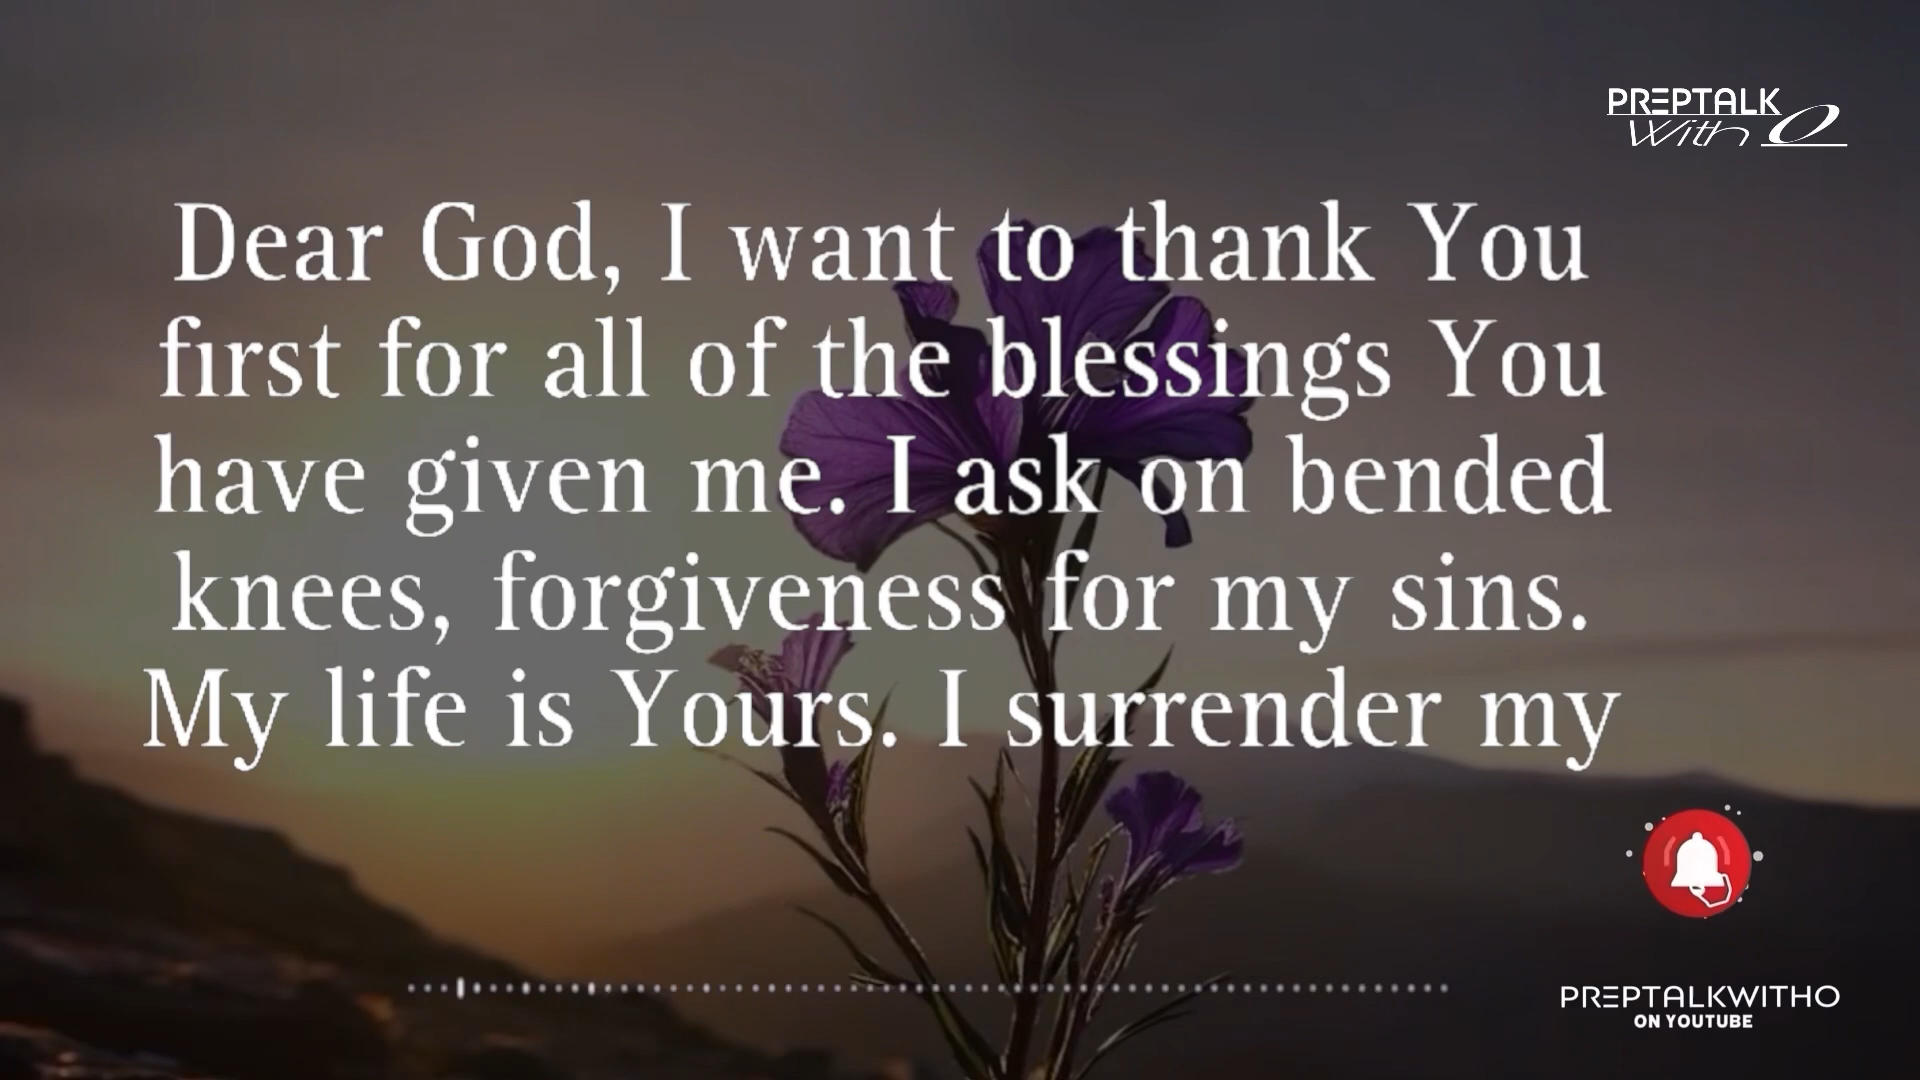 PREPTALK
With O
Dear God, I want to thank You
first for all of the blessings You
have given me. I ask on bended
knees, forgiveness for my sins.
My life is Yours. I surrender my
PREPTALKWITHO
ON YOUTUBE